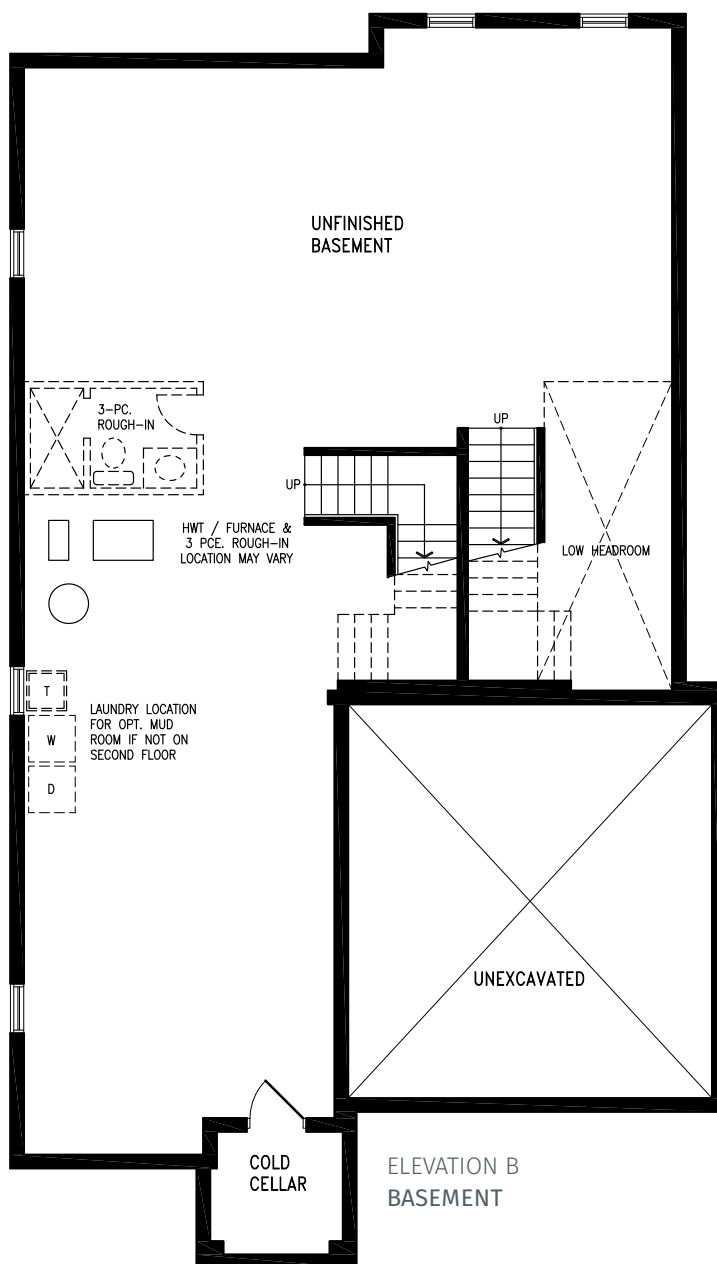 UNFINISHED
BASEMENT
3-PC.
ROUGH-IN
UP
UP
HWT / FURNACE &
3 PCE. ROUGH-IN
LOCATION MAY VARY
LOW HEADROOM
T
W
D
LAUNDRY LOCATION
FOR OPT. MUD
ROOM IF NOT ON
SECOND FLOOR
UNEXCAVATED
COLD
CELLAR
ELEVATION B
BASEMENT